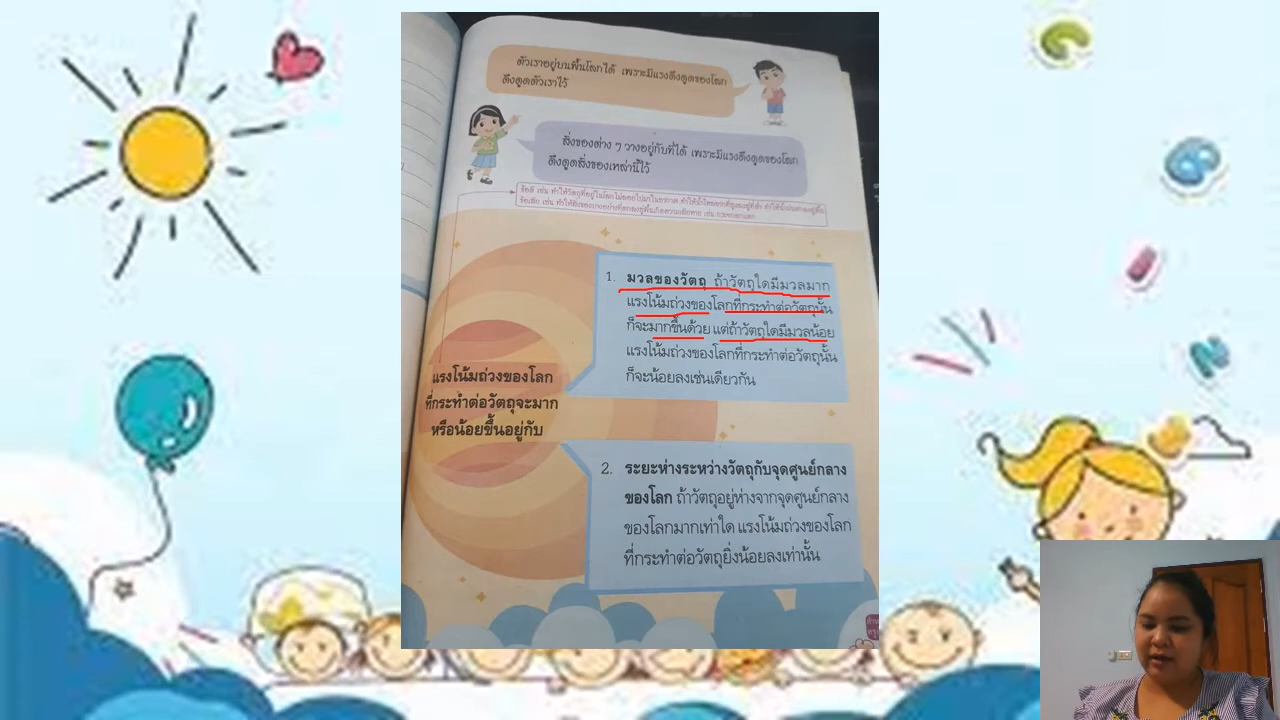 ตัวเราอยู่บนพื้นโลกได้ เพราะมีแรงดึงดูดของโลก
ดึงดูดตัวเราไว้
สิ่งของต่าง ๆ วางอยู่กับที่ได้ เพราะมีแรงดึงดูดของโลก
ดึงดูดสิ่งของเหล่านี้ไว้
1. มวลของวัตถุ ถ้าวัตถุใดมีมวลมาก
แรงโน้มถ่วงของโลกที่กระทำต่อวัตถุนั้น
ก็จะมากขึ้นด้วย แต่ถ้าวัตถุใดมีมวลน้อย
แรงโน้มถ่วงของโลกที่กระทำต่อวัตถุนั้น
ก็จะน้อยลงเช่นเดียวกัน
แรงโน้มถ่วงของโลก
ที่กระทำต่อวัตถุจะมาก
หรือน้อยขึ้นอยู่กับ
2. ระยะห่างระหว่างวัตถุกับจุดศูนย์กลาง
ของโลก ถ้าวัตถุอยู่ห่างจากจุดศูนย์กลาง
ของโลกมากเท่าใด แรงโน้มถ่วงของโลก
ที่กระทำต่อวัตถุยิ่งน้อยลงเท่านั้น